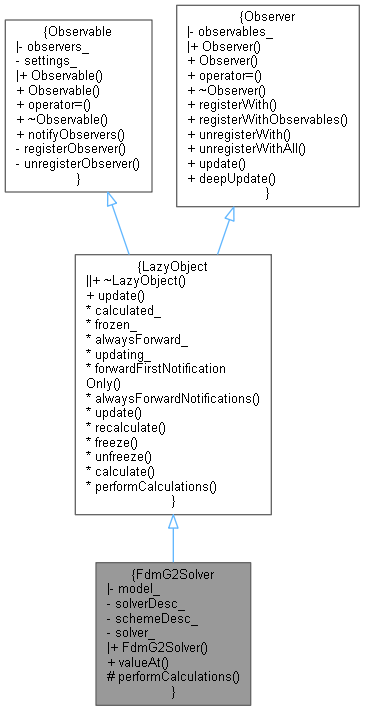 {Observable
|- observers_
- settings_
|+ Observable()
+ Observable()
+ operator=()
+ ~Observable()
+ notifyObservers()
- registerObserver()
- unregisterObserver()
}
{Observer
|- observables_
|+ Observer()
+ Observer()
+ operator=()
+ ~Observer()
+ registerWith()
+ registerWithObservables()
+ unregisterWith()
+ unregisterWithAll()
+ update()
+ deepUpdate()
}
{LazyObject
||+ ~LazyObject()
+ update()
* calculated_
* frozen_
* alwaysForward_
* updating_
* forwardFirstNotification
Only()
* alwaysForwardNotifications()
* update()
* recalculate()
* freeze()
* unfreeze()
* calculate()
* performCalculations()
}
{FdmG2Solver
|- model_
- solverDesc_
- schemeDesc_
- solver_
|+ FdmG2Solver()
+ valueAt()
# performCalculations()
}